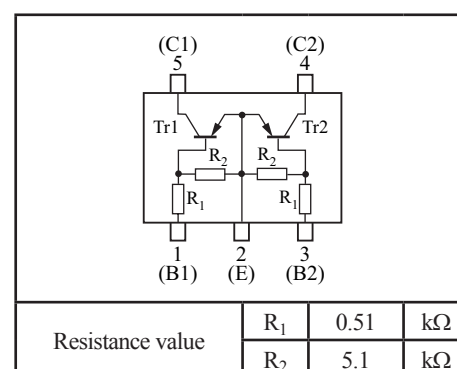 (C1) (C2)
5 4
Tr1 Tr2
R₂ R₂
R₁ R₁
1 2 3
(B1) (E) (B2)
Resistance value R₁ 0.51 kΩ
R₂ 5.1 kΩ